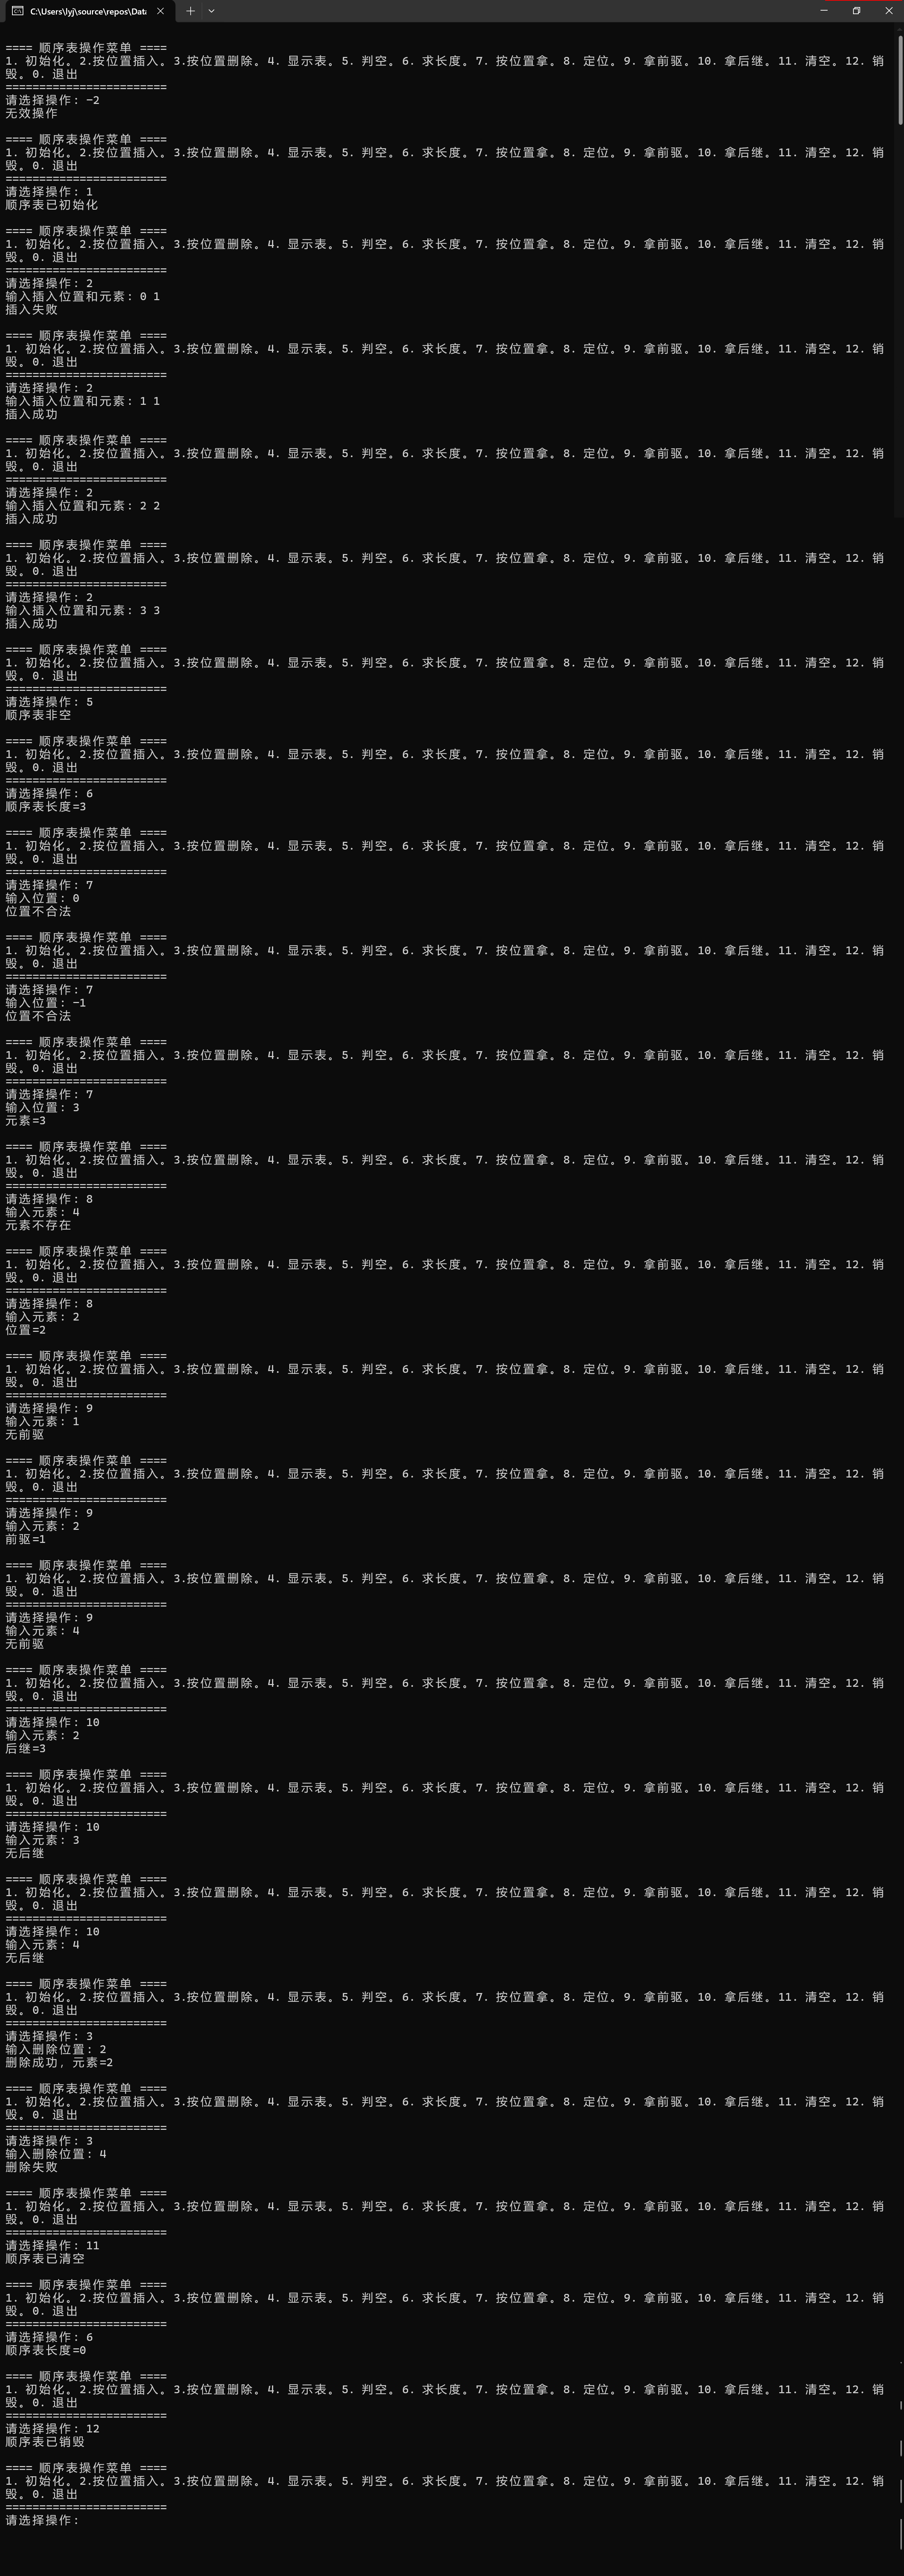 C:\Users\lyj\source\repos\Data
==== 顺序表操作菜单 ====
1. 初始化。2.按位置插入。3.按位置删除。4. 显示表。5. 判空。6. 求长度。7. 按位置拿。8. 定位。9. 拿前驱。10. 拿后继。11. 清空。12. 销
毁。0. 退出
========================
请选择操作: -2
无效操作
==== 顺序表操作菜单 ====
1. 初始化。2.按位置插入。3.按位置删除。4. 显示表。5. 判空。6. 求长度。7. 按位置拿。8. 定位。9. 拿前驱。10. 拿后继。11. 清空。12. 销
毁。0. 退出
========================
请选择操作: 1
顺序表已初始化
==== 顺序表操作菜单 ====
1. 初始化。2.按位置插入。3.按位置删除。4. 显示表。5. 判空。6. 求长度。7. 按位置拿。8. 定位。9. 拿前驱。10. 拿后继。11. 清空。12. 销
毁。0. 退出
========================
请选择操作: 2
输入插入位置和元素: 0 1
插入失败
==== 顺序表操作菜单 ====
1. 初始化。2.按位置插入。3.按位置删除。4. 显示表。5. 判空。6. 求长度。7. 按位置拿。8. 定位。9. 拿前驱。10. 拿后继。11. 清空。12. 销
毁。0. 退出
========================
请选择操作: 2
输入插入位置和元素: 1 1
插入成功
==== 顺序表操作菜单 ====
1. 初始化。2.按位置插入。3.按位置删除。4. 显示表。5. 判空。6. 求长度。7. 按位置拿。8. 定位。9. 拿前驱。10. 拿后继。11. 清空。12. 销
毁。0. 退出
========================
请选择操作: 2
输入插入位置和元素: 2 2
插入成功
==== 顺序表操作菜单 ====
1. 初始化。2.按位置插入。3.按位置删除。4. 显示表。5. 判空。6. 求长度。7. 按位置拿。8. 定位。9. 拿前驱。10. 拿后继。11. 清空。12. 销
毁。0. 退出
========================
请选择操作: 2
输入插入位置和元素: 3 3
插入成功
==== 顺序表操作菜单 ====
1. 初始化。2.按位置插入。3.按位置删除。4. 显示表。5. 判空。6. 求长度。7. 按位置拿。8. 定位。9. 拿前驱。10. 拿后继。11. 清空。12. 销
毁。0. 退出
========================
请选择操作: 5
顺序表非空
==== 顺序表操作菜单 ====
1. 初始化。2.按位置插入。3.按位置删除。4. 显示表。5. 判空。6. 求长度。7. 按位置拿。8. 定位。9. 拿前驱。10. 拿后继。11. 清空。12. 销
毁。0. 退出
========================
请选择操作: 6
顺序表长度=3
==== 顺序表操作菜单 ====
1. 初始化。2.按位置插入。3.按位置删除。4. 显示表。5. 判空。6. 求长度。7. 按位置拿。8. 定位。9. 拿前驱。10. 拿后继。11. 清空。12. 销
毁。0. 退出
========================
请选择操作: 7
输入位置: 0
位置不合法
==== 顺序表操作菜单 ====
1. 初始化。2.按位置插入。3.按位置删除。4. 显示表。5. 判空。6. 求长度。7. 按位置拿。8. 定位。9. 拿前驱。10. 拿后继。11. 清空。12. 销
毁。0. 退出
========================
请选择操作: 7
输入位置: -1
位置不合法
==== 顺序表操作菜单 ====
1. 初始化。2.按位置插入。3.按位置删除。4. 显示表。5. 判空。6. 求长度。7. 按位置拿。8. 定位。9. 拿前驱。10. 拿后继。11. 清空。12. 销
毁。0. 退出
========================
请选择操作: 7
输入位置: 3
元素=3
==== 顺序表操作菜单 ====
1. 初始化。2.按位置插入。3.按位置删除。4. 显示表。5. 判空。6. 求长度。7. 按位置拿。8. 定位。9. 拿前驱。10. 拿后继。11. 清空。12. 销
毁。0. 退出
========================
请选择操作: 8
输入元素: 4
元素不存在
==== 顺序表操作菜单 ====
1. 初始化。2.按位置插入。3.按位置删除。4. 显示表。5. 判空。6. 求长度。7. 按位置拿。8. 定位。9. 拿前驱。10. 拿后继。11. 清空。12. 销
毁。0. 退出
========================
请选择操作: 8
输入元素: 2
位置=2
==== 顺序表操作菜单 ====
1. 初始化。2.按位置插入。3.按位置删除。4. 显示表。5. 判空。6. 求长度。7. 按位置拿。8. 定位。9. 拿前驱。10. 拿后继。11. 清空。12. 销
毁。0. 退出
========================
请选择操作: 9
输入元素: 1
无前驱
==== 顺序表操作菜单 ====
1. 初始化。2.按位置插入。3.按位置删除。4. 显示表。5. 判空。6. 求长度。7. 按位置拿。8. 定位。9. 拿前驱。10. 拿后继。11. 清空。12. 销
毁。0. 退出
========================
请选择操作: 9
输入元素: 2
前驱=1
==== 顺序表操作菜单 ====
1. 初始化。2.按位置插入。3.按位置删除。4. 显示表。5. 判空。6. 求长度。7. 按位置拿。8. 定位。9. 拿前驱。10. 拿后继。11. 清空。12. 销
毁。0. 退出
========================
请选择操作: 9
输入元素: 4
无前驱
==== 顺序表操作菜单 ====
1. 初始化。2.按位置插入。3.按位置删除。4. 显示表。5. 判空。6. 求长度。7. 按位置拿。8. 定位。9. 拿前驱。10. 拿后继。11. 清空。12. 销
毁。0. 退出
========================
请选择操作: 10
输入元素: 2
后继=3
==== 顺序表操作菜单 ====
1. 初始化。2.按位置插入。3.按位置删除。4. 显示表。5. 判空。6. 求长度。7. 按位置拿。8. 定位。9. 拿前驱。10. 拿后继。11. 清空。12. 销
毁。0. 退出
========================
请选择操作: 10
输入元素: 3
无后继
==== 顺序表操作菜单 ====
1. 初始化。2.按位置插入。3.按位置删除。4. 显示表。5. 判空。6. 求长度。7. 按位置拿。8. 定位。9. 拿前驱。10. 拿后继。11. 清空。12. 销
毁。0. 退出
========================
请选择操作: 10
输入元素: 4
无后继
==== 顺序表操作菜单 ====
1. 初始化。2.按位置插入。3.按位置删除。4. 显示表。5. 判空。6. 求长度。7. 按位置拿。8. 定位。9. 拿前驱。10. 拿后继。11. 清空。12. 销
毁。0. 退出
========================
请选择操作: 3
输入删除位置: 2
删除成功, 元素=2
==== 顺序表操作菜单 ====
1. 初始化。2.按位置插入。3.按位置删除。4. 显示表。5. 判空。6. 求长度。7. 按位置拿。8. 定位。9. 拿前驱。10. 拿后继。11. 清空。12. 销
毁。0. 退出
========================
请选择操作: 3
输入删除位置: 4
删除失败
==== 顺序表操作菜单 ====
1. 初始化。2.按位置插入。3.按位置删除。4. 显示表。5. 判空。6. 求长度。7. 按位置拿。8. 定位。9. 拿前驱。10. 拿后继。11. 清空。12. 销
毁。0. 退出
========================
请选择操作: 11
顺序表已清空
==== 顺序表操作菜单 ====
1. 初始化。2.按位置插入。3.按位置删除。4. 显示表。5. 判空。6. 求长度。7. 按位置拿。8. 定位。9. 拿前驱。10. 拿后继。11. 清空。12. 销
毁。0. 退出
========================
请选择操作: 6
顺序表长度=0
==== 顺序表操作菜单 ====
1. 初始化。2.按位置插入。3.按位置删除。4. 显示表。5. 判空。6. 求长度。7. 按位置拿。8. 定位。9. 拿前驱。10. 拿后继。11. 清空。12. 销
毁。0. 退出
========================
请选择操作: 12
顺序表已销毁
==== 顺序表操作菜单 ====
1. 初始化。2.按位置插入。3.按位置删除。4. 显示表。5. 判空。6. 求长度。7. 按位置拿。8. 定位。9. 拿前驱。10. 拿后继。11. 清空。12. 销
毁。0. 退出
========================
请选择操作: